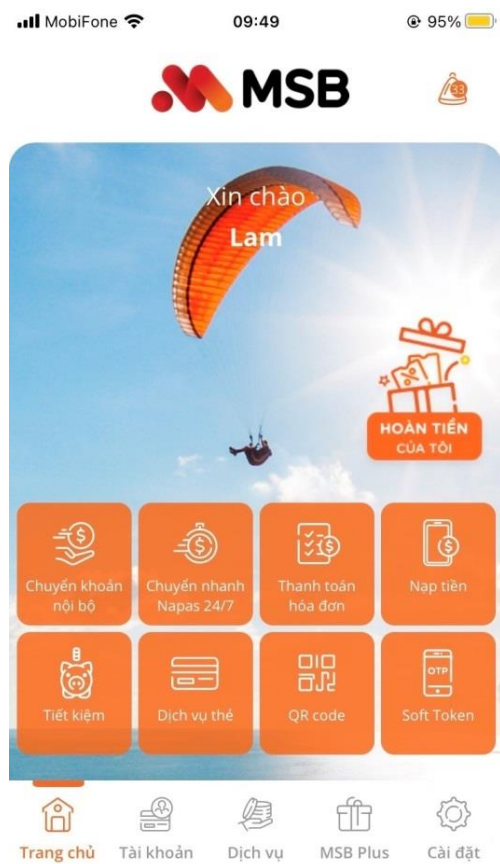 MobiFone 09:49 95%
MSB
33
Xin chào
Lam
HOÀN TIỀN
CỦA TÔI
Chuyển khoản
nội bộ
Chuyển nhanh
Napas 24/7
Thanh toán
hóa đơn
Nạp tiền
Tiết kiệm
Dịch vụ thẻ
QR code
OTP
Soft Token
Trang chủ
Tài khoản
Dịch vụ
MSB Plus
Cài đặt